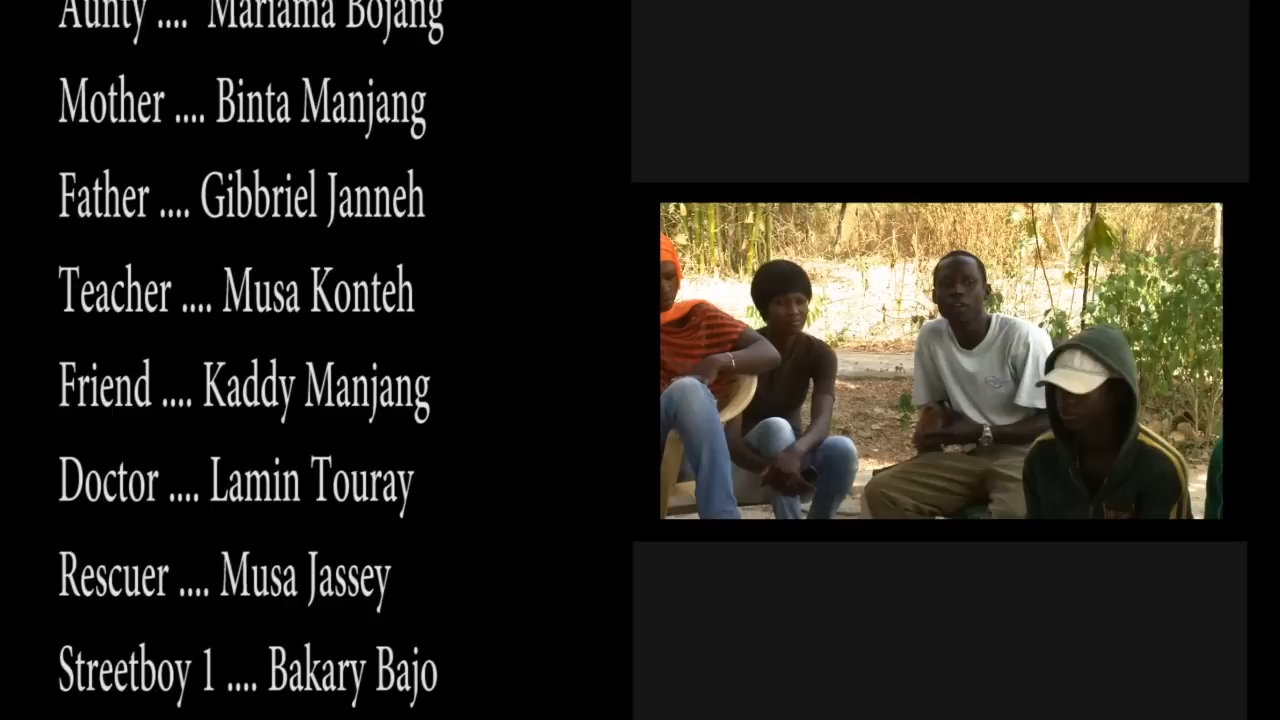 Aunty .... Mariama Bojang
Mother .... Binta Manjang
Father .... Gibbriel Janneh
Teacher .... Musa Konteh
Friend .... Kaddy Manjang
Doctor .... Lamin Touray
Rescuer .... Musa Jassey
Streetboy 1 .... Bakary Bajo